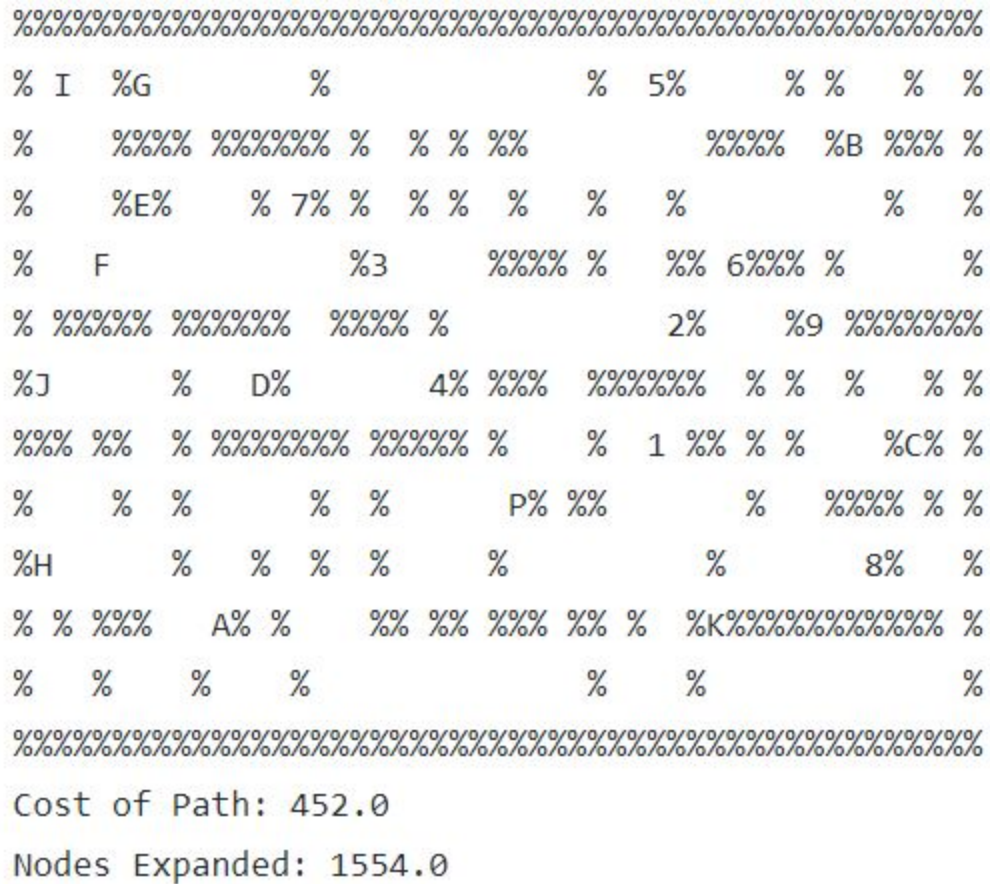 %%%%%%%%%%%%%%%%%%%%%%%%%%%%%%%%%%%%%%%%%%%%%%%%%
% I  %G        %             %  5%     % %   %  %
%    %%%% %%%%%% %  % % %%         %%%%  %B %%% %
%    %E%    % 7% %  % %  %   %   %          %   %
%   F            %3     %%%% %   %% 6%%% %      %
% %%%%% %%%%%%  %%%% %           2%    %9 %%%%%%%
%J      %   D%       4% %%%  %%%%%%  % %  %   % %
%%% %%  % %%%%%%% %%%%% %    %  1 %% % %    %C% %
%    %  %      %  %      P% %%       %   %%%% % %
%H      %   %  %  %     %          %       8%   %
% % %%%   A% %    %% %% %%% %% %  %K%%%%%%%%%%% %
%   %    %    %              %    %             %
%%%%%%%%%%%%%%%%%%%%%%%%%%%%%%%%%%%%%%%%%%%%%%%%%
Cost of Path: 452.0
Nodes Expanded: 1554.0